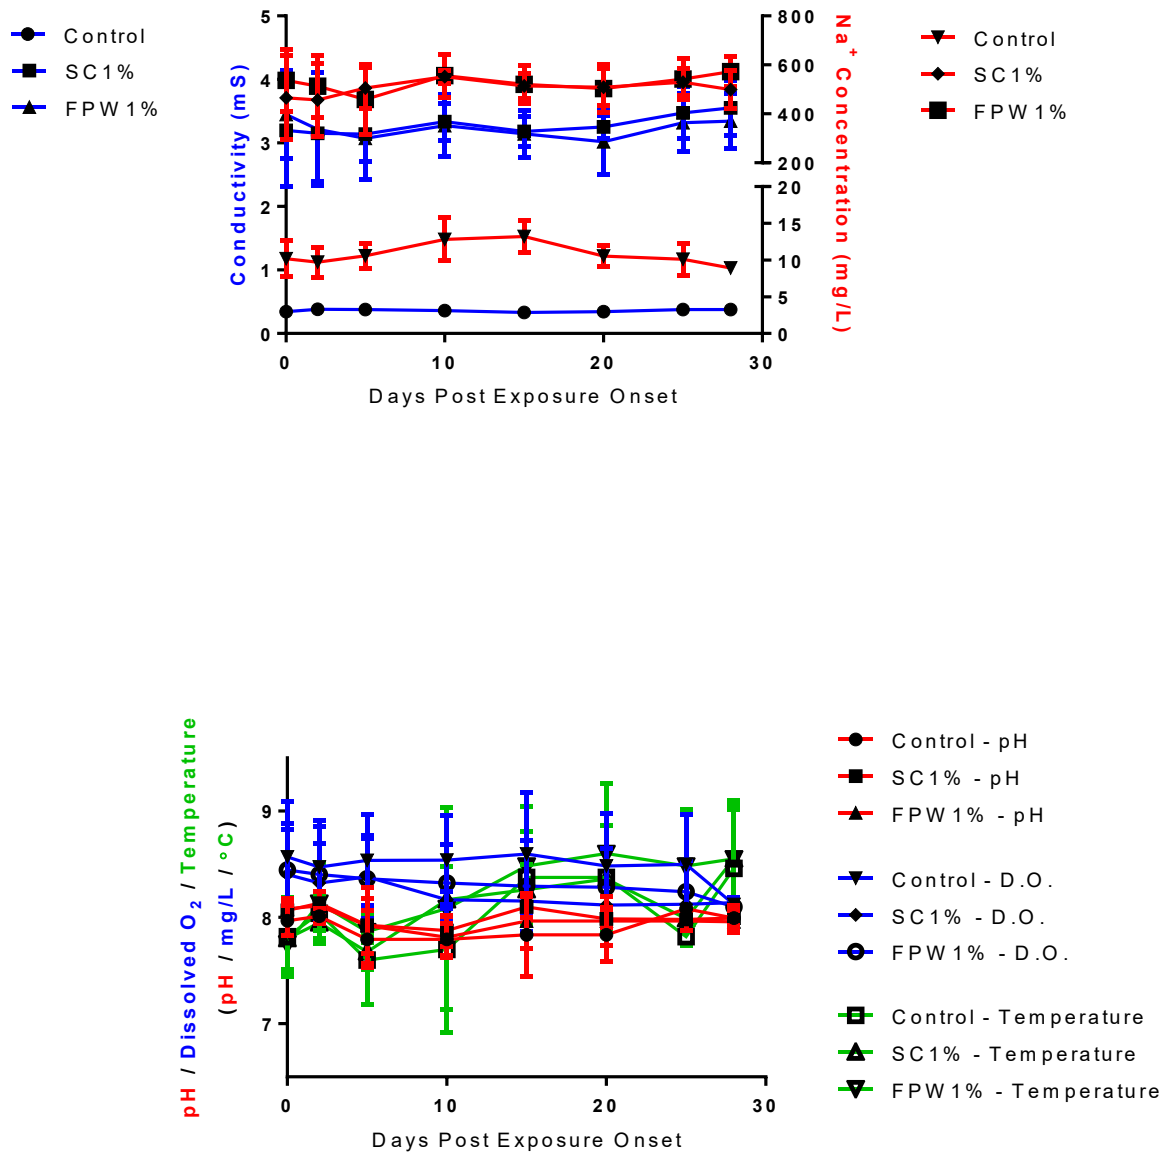 Control
SC1%
FPW1%
Conductivity (mS)
5
4
3
2
1
0
800
600
400
200
20
15
10
5
0
Na+ Concentration (mg/L)
Control
SC1%
FPW1%
0
10
20
30
Days Post Exposure Onset
pH / Dissolved O2 / Temperature
(pH / mg/L / °C)
9
8
7
0
10
20
30
Days Post Exposure Onset
Control - pH
SC1% - pH
FPW1% - pH
Control - D.O.
SC1% - D.O.
FPW1% - D.O.
Control - Temperature
SC1% - Temperature
FPW1% - Temperature